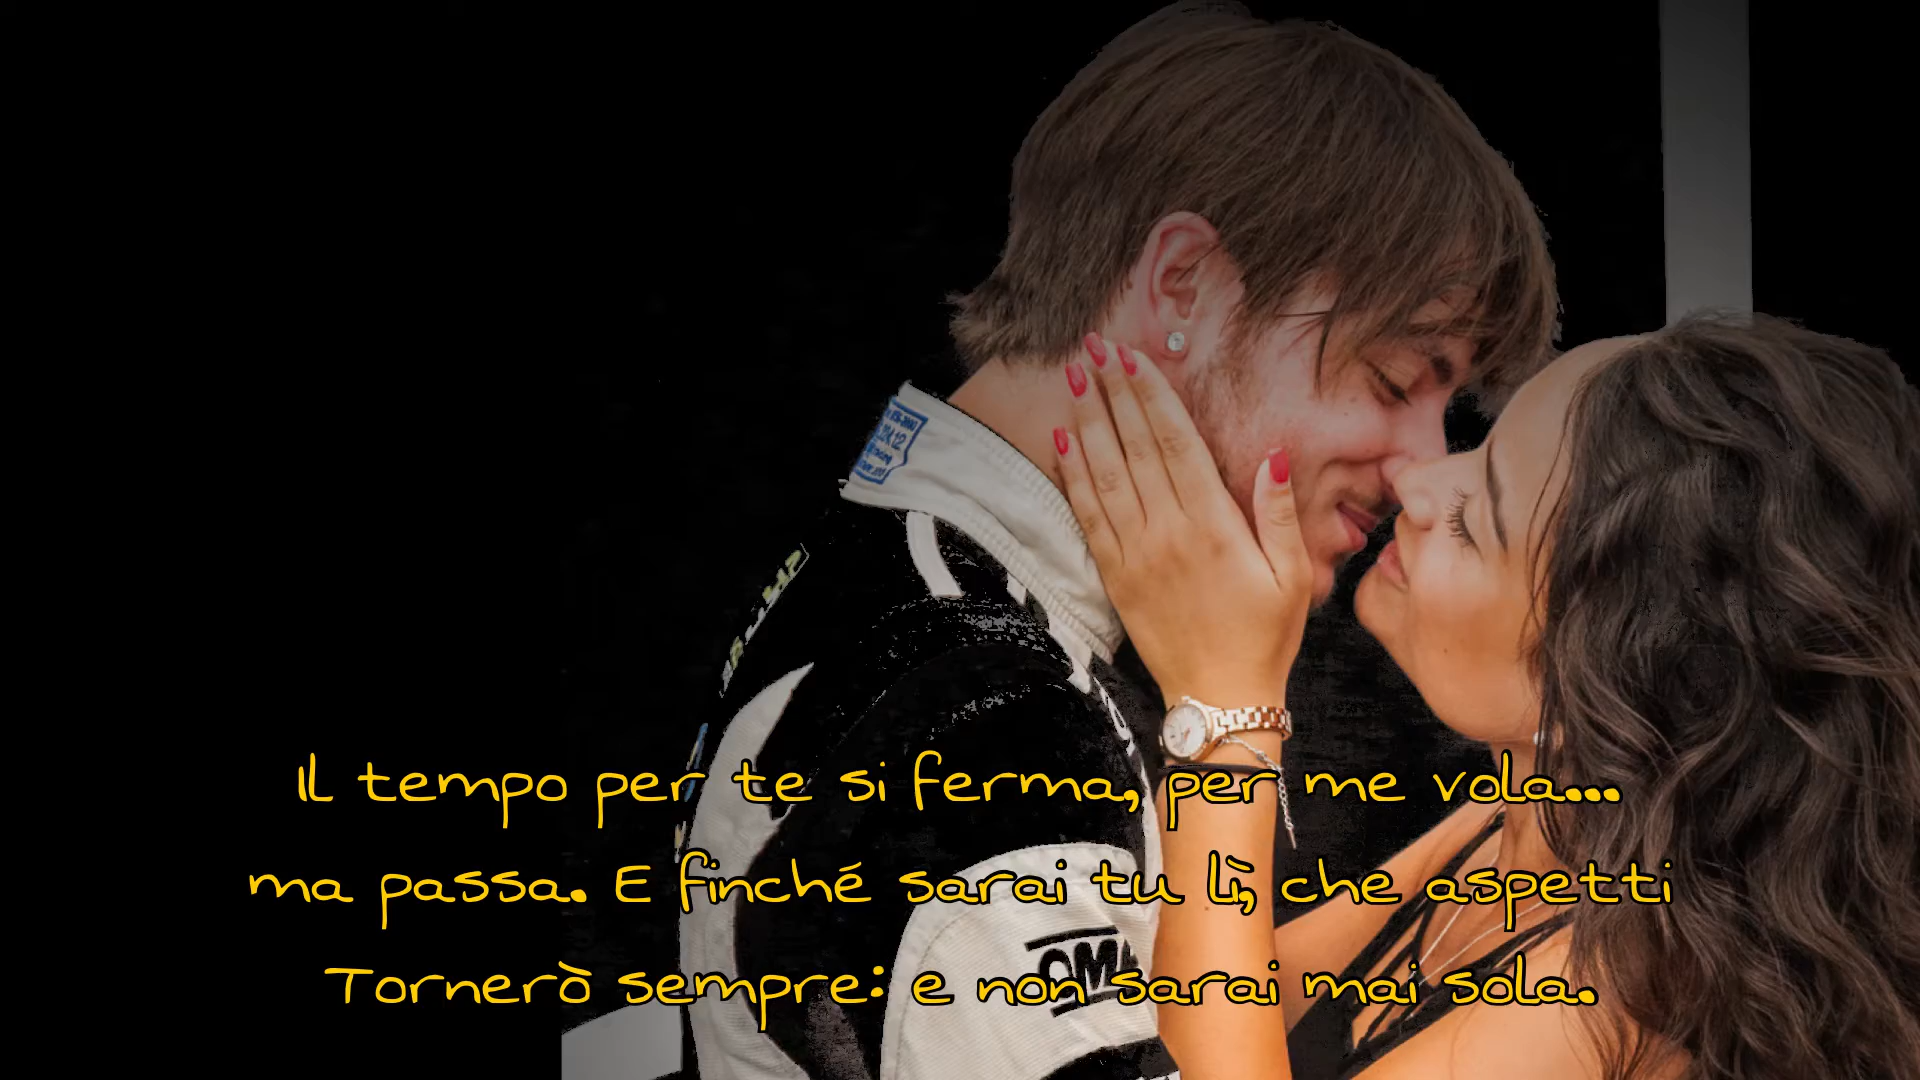 Il tempo per te si ferma, per me vola...
ma passa. E finché sarai tu lì, che aspetti
Tornerò sempre: e non sarai mai sola.